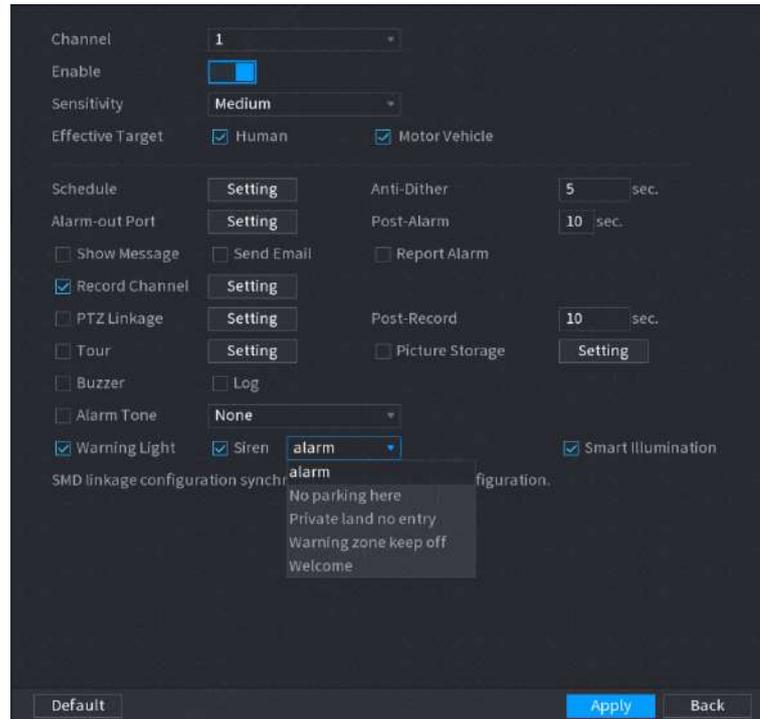 Channel 1
Enable
Sensitivity Medium
Effective Target Human Motor Vehicle
Schedule Setting Anti-Dither 5 sec.
Alarm-out Port Setting Post-Alarm 10 sec.
Show Message Send Email Report Alarm
Record Channel Setting
PTZ Linkage Setting Post-Record 10 sec.
Tour Setting Picture Storage Setting
Buzzer Log
Alarm Tone None
Warning Light Siren alarm Smart Illumination
alarm
SMD linkage configuration synchr figuration.
No parking here
Private land no entry
Warning zone keep off
Welcome
Default Apply Back